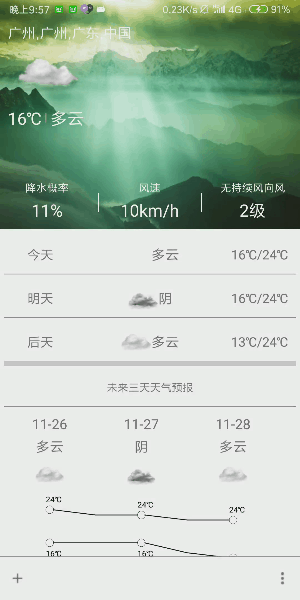 晚上9:57 0.23K/s 4G 91%
广州,广州,广东,中国
16℃ 多云
降水概率 风速 无持续风向风
11% 10km/h 2级
今天 多云 16℃/24℃
明天 阴 16℃/24℃
后天 多云 13℃/24℃
未来三天天气预报
11-26 11-27 11-28
多云 阴 多云
24℃ 24℃ 24℃
16℃ 16℃
+